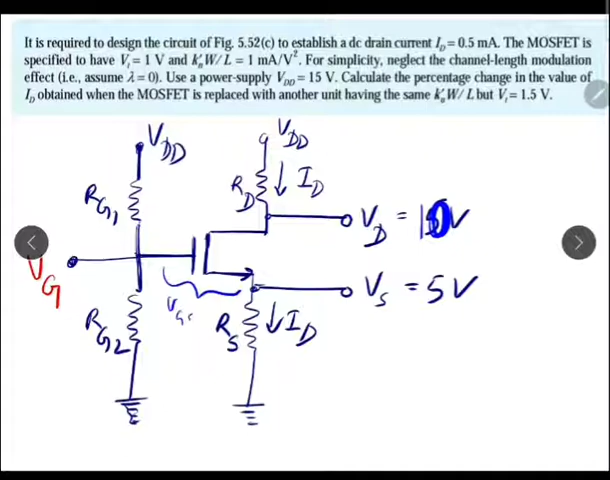 It is required to design the circuit of Fig. 5.52(c) to establish a dc drain current I_D = 0.5 mA. The MOSFET is
specified to have V_t = 1 V and k'_n W/L = 1 mA/V². For simplicity, neglect the channel-length modulation
effect (i.e., assume λ = 0). Use a power-supply V_DD = 15 V. Calculate the percentage change in the value of
I_D obtained when the MOSFET is replaced with another unit having the same k'_n W/L but V_t = 1.5 V.
V_DD
V_DD
R_G1
R_D
I_D
V_D = 10V
V_G
V_S = 5V
R_G2
R_S
I_D